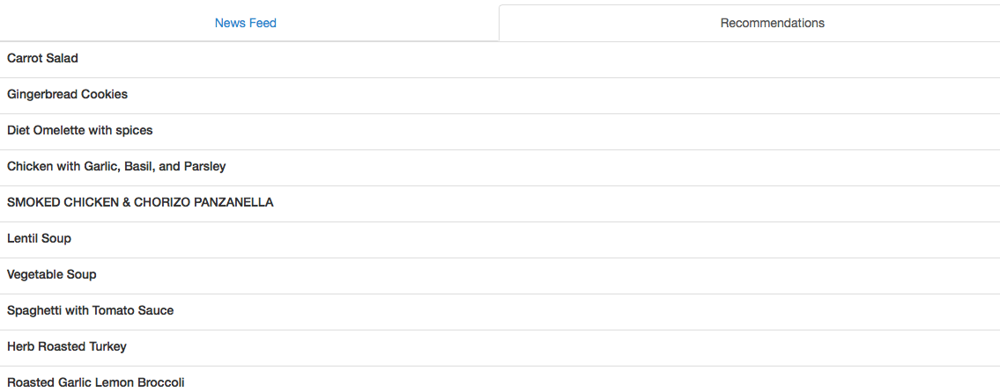 News Feed
Recommendations
Carrot Salad
Gingerbread Cookies
Diet Omelette with spices
Chicken with Garlic, Basil, and Parsley
SMOKED CHICKEN & CHORIZO PANZANELLA
Lentil Soup
Vegetable Soup
Spaghetti with Tomato Sauce
Herb Roasted Turkey
Roasted Garlic Lemon Broccoli